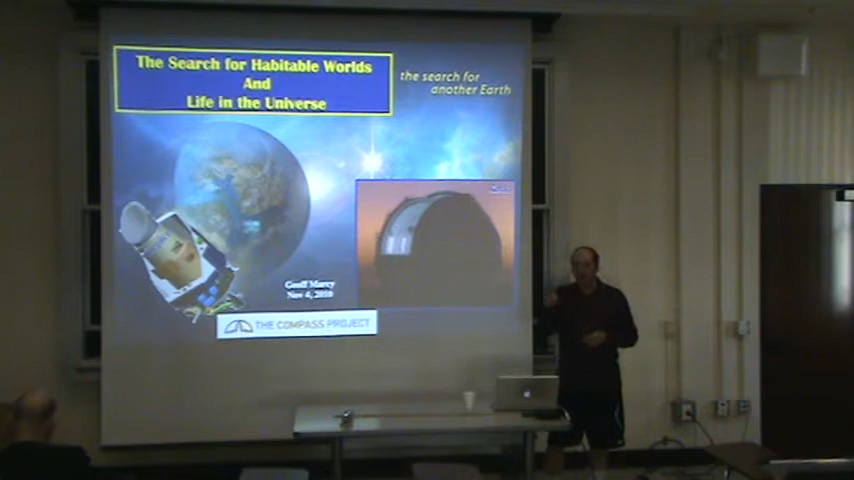 The Search for Habitable Worlds
And
Life in the Universe
the search for
another Earth
Geoff Marcy
Nov 4, 2010
THE COMPASS PROJECT